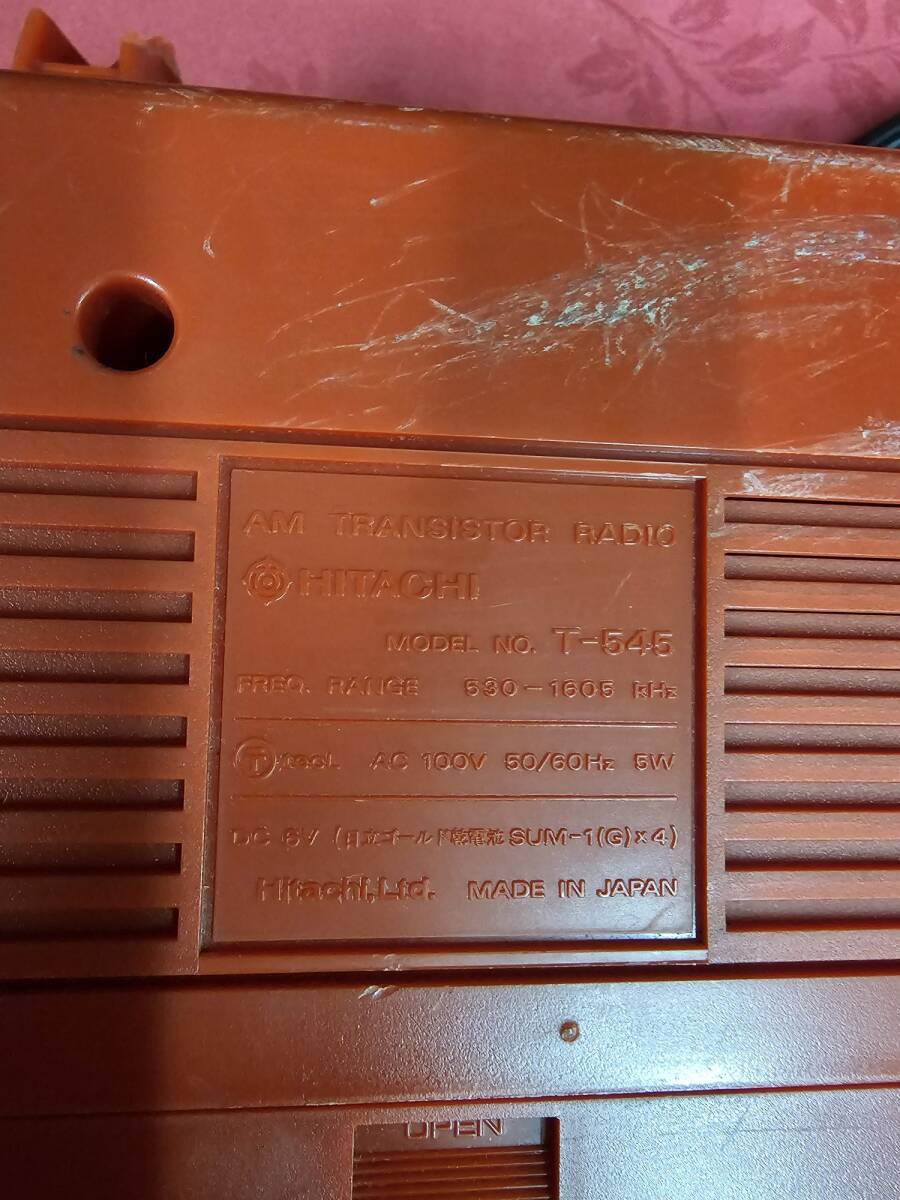 AM TRANSISTOR RADIO
HITACHI
MODEL NO. T-545
FREQ. RANGE 530-1605 kHz
T /tecl AC 100V 50/60Hz 5W
DC 6V (日立ゴールド乾電池 SUM-1(G)×4)
Hitachi, Ltd. MADE IN JAPAN
OPEN